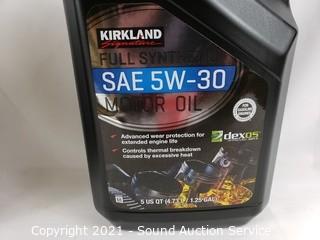 KIRKLAND
Signature
FULL SYNTHETIC
SAE 5W-30
MOTOR OIL
• Advanced wear protection for
extended engine life
• Controls thermal breakdown
caused by excessive heat
dexos
5 US QT (4.73 L / 1.25 GAL)
Copyright 2021 - Sound Auction Service